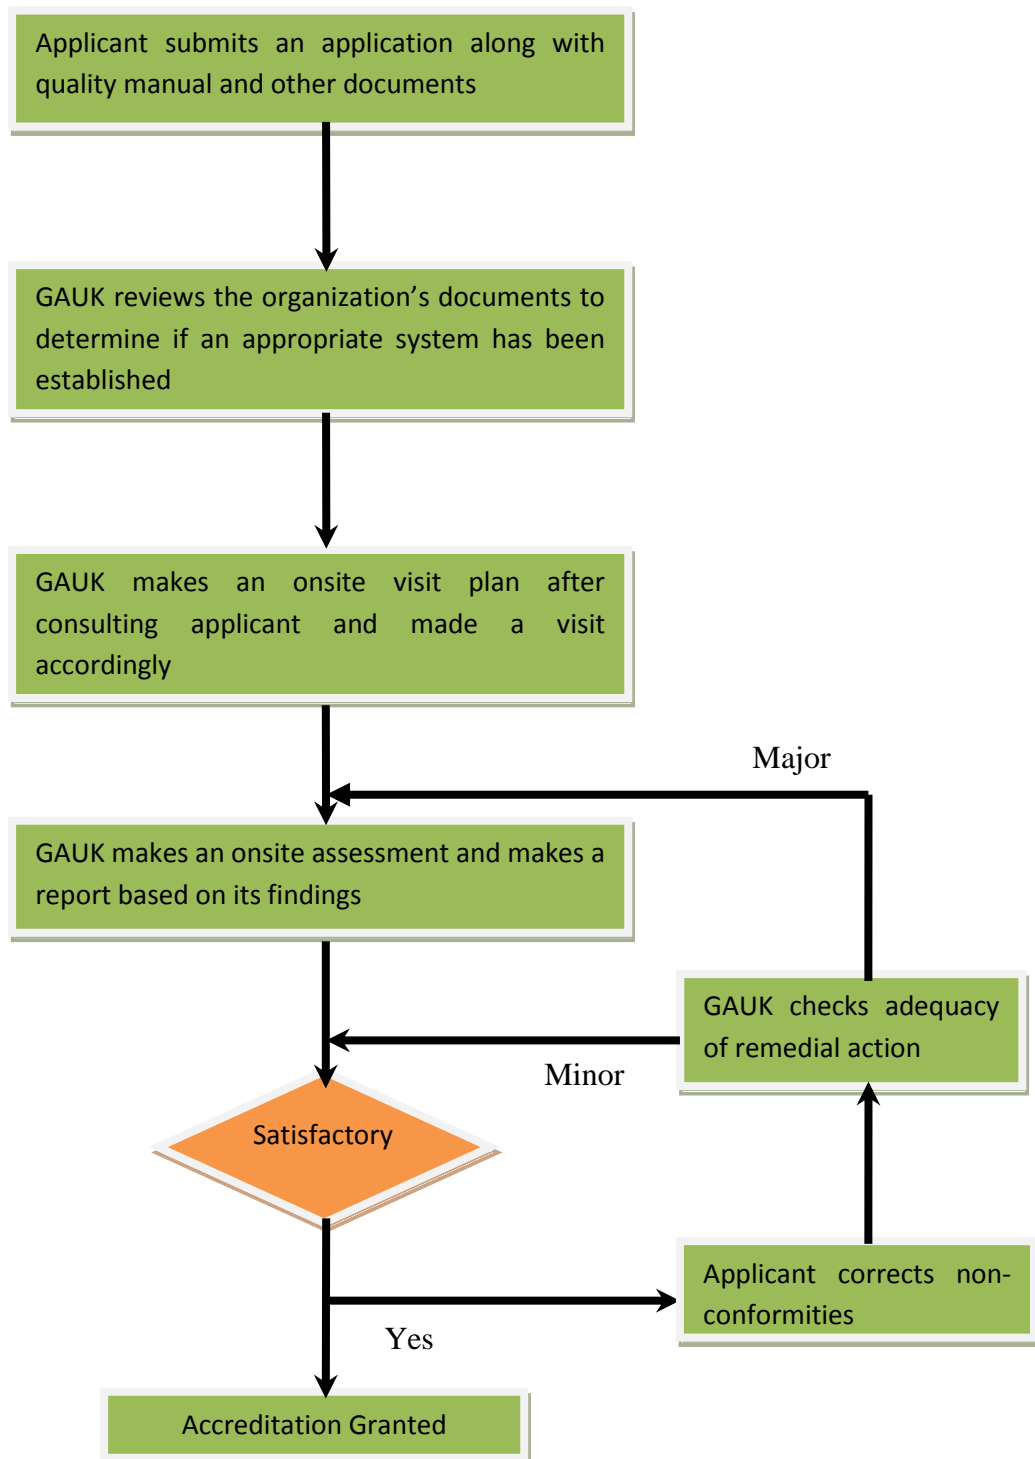 Applicant submits an application along with
quality manual and other documents
GAUK reviews the organization’s documents to
determine if an appropriate system has been
established
GAUK makes an onsite visit plan after
consulting applicant and made a visit
accordingly
Major
GAUK makes an onsite assessment and makes a
report based on its findings
GAUK checks adequacy
of remedial action
Minor
Satisfactory
Applicant corrects non-
conformities
Yes
Accreditation Granted